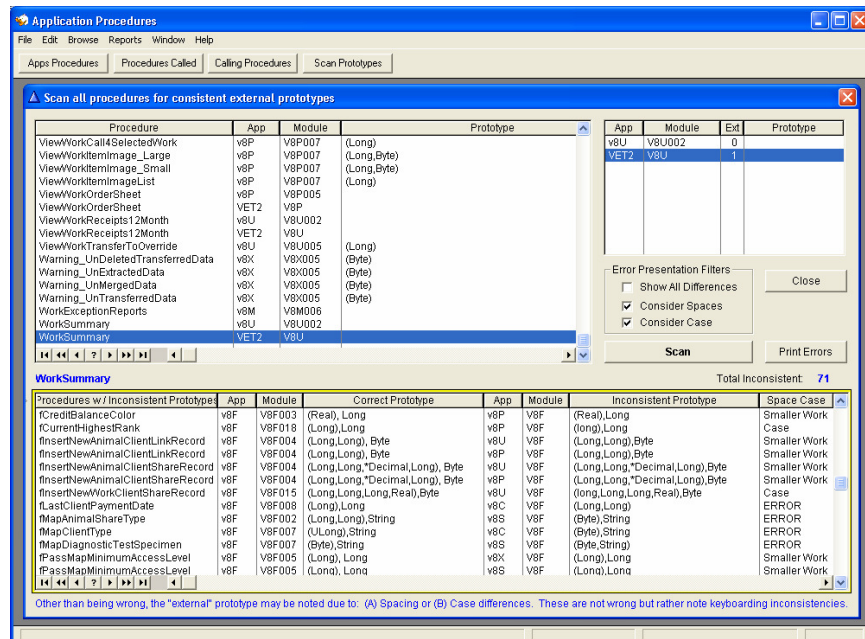 Application Procedures
File Edit Browse Reports Window Help
Apps Procedures Procedures Called Calling Procedures Scan Prototypes
Scan all procedures for consistent external prototypes
Procedure App Module Prototype
ViewWorkCall4SelectedWork v8P V8P007 (Long)
ViewWorkItemImage_Large v8P V8P007 (Long,Byte)
ViewWorkItemImage_Small v8P V8P007 (Long,Byte)
ViewWorkItemImageList v8P V8P007 (Long)
ViewWorkOrderSheet v8P V8P005
ViewWorkOrderSheet VET2 V8P
ViewWorkReceipts12Month v8U V8U002
ViewWorkReceipts12Month VET2 V8U
ViewWorkTransferToOverride v8U V8U005 (Long)
Warning_UnDeletedTransferredData v8X V8X005 (Byte)
Warning_UnExtractedData v8X V8X005 (Byte)
Warning_UnMergedData v8X V8X005 (Byte)
Warning_UnTransferredData v8X V8X005 (Byte)
WorkExceptionReports v8M V8M006
WorkSummary v8U V8U002
WorkSummary VET2 V8U
App Module Ext Prototype
v8U V8U002 0
VET2 V8U 1
Error Presentation Filters
Show All Differences
Consider Spaces
Consider Case
Close
Scan Print Errors
WorkSummary Total Inconsistent: 71
Procedures w / Inconsistent Prototypes App Module Correct Prototype App Module Inconsistent Prototype Space Case
fCreditBalanceColor v8F V8F003 (Real), Long v8P V8F (Real),Long Smaller Work
fCurrentHighestRank v8F V8F018 (Long),Long v8P V8F (long),Long Case
fInsertNewAnimalClientLinkRecord v8F V8F004 (Long,Long), Byte v8U V8F (Long,Long),Byte Smaller Work
fInsertNewAnimalClientLinkRecord v8F V8F004 (Long,Long), Byte v8P V8F (Long,Long),Byte Smaller Work
fInsertNewAnimalClientShareRecord v8F V8F004 (Long,Long,*Decimal,Long), Byte v8U V8F (Long,Long,*Decimal,Long),Byte Smaller Work
fInsertNewAnimalClientShareRecord v8F V8F004 (Long,Long,*Decimal,Long), Byte v8P V8F (Long,Long,*Decimal,Long),Byte Smaller Work
fInsertNewWorkClientShareRecord v8F V8F015 (Long,Long,Long,Real),Byte v8U V8F (long,Long,Long,Real),Byte Case
fLastClientPaymentDate v8F V8F008 (Long),Long v8C V8F (Long,Long) ERROR
fMapAnimalShareType v8F V8F002 (Long,Long),String v8S V8F (Byte),String ERROR
fMapClientType v8F V8F007 (ULong),String v8C V8F (Long),String ERROR
fMapDiagnosticTestSpecimen v8F V8F007 (Byte),String v8S V8F (Byte,String) ERROR
fPassMapMinimumAccessLevel v8F V8F005 (Long), Long v8X V8F (Long),Long Smaller Work
fPassMapMinimumAccessLevel v8F V8F005 (Long), Long v8S V8F (Long),Long Smaller Work
Other than being wrong, the "external" prototype may be noted due to: (A) Spacing or (B) Case differences. These are not wrong but rather note keyboarding inconsistencies.